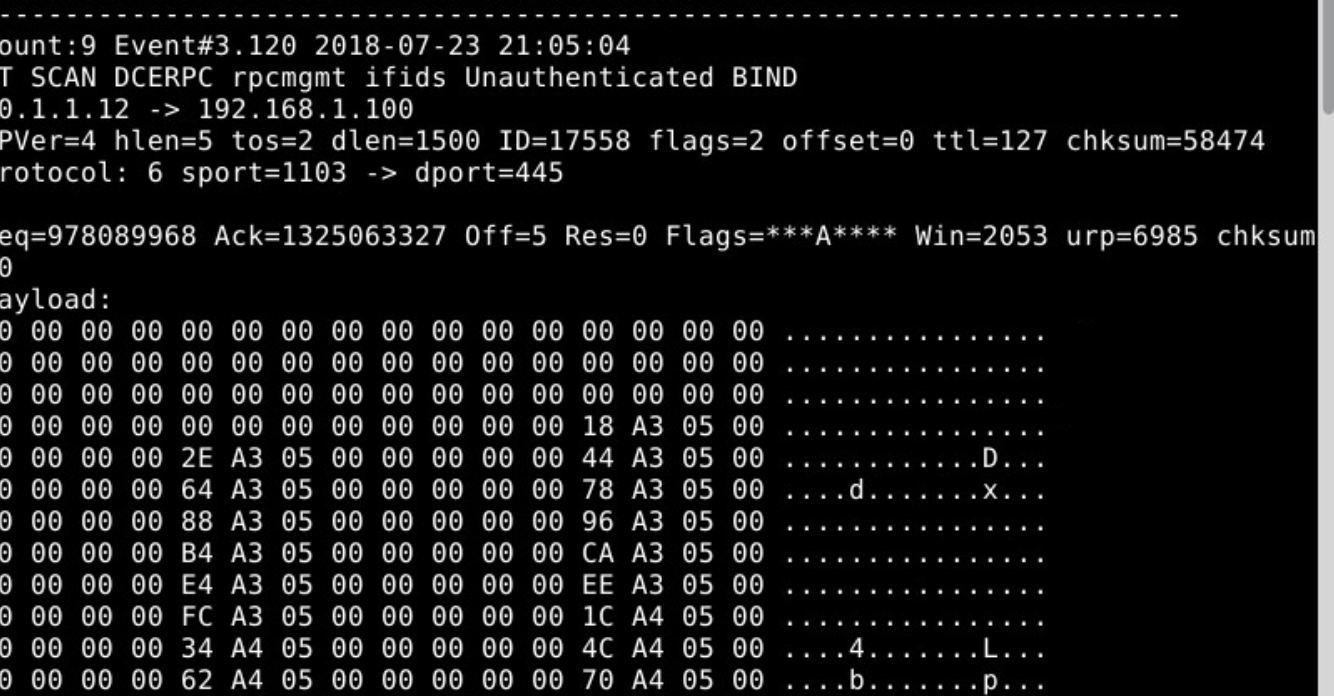 ------------------------------------------------------------------------
ount:9 Event#3.120 2018-07-23 21:05:04
T SCAN DCERPC rpcmgmt ifids Unauthenticated BIND
0.1.1.12 -> 192.168.1.100
PVer=4 hlen=5 tos=2 dlen=1500 ID=17558 flags=2 offset=0 ttl=127 chksum=58474
rotocol: 6 sport=1103 -> dport=445
eq=978089968 Ack=1325063327 Off=5 Res=0 Flags=***A**** Win=2053 urp=6985 chksum
0
ayload:
0 00 00 00 00 00 00 00 00 00 00 00 00 00 00 00 ................
0 00 00 00 00 00 00 00 00 00 00 00 00 00 00 00 ................
0 00 00 00 00 00 00 00 00 00 00 00 00 00 00 00 ................
0 00 00 00 00 00 00 00 00 00 00 00 18 A3 05 00 ................
0 00 00 00 2E A3 05 00 00 00 00 00 44 A3 05 00 ............D...
0 00 00 00 64 A3 05 00 00 00 00 00 78 A3 05 00 ....d.......x...
0 00 00 00 88 A3 05 00 00 00 00 00 96 A3 05 00 ................
0 00 00 00 B4 A3 05 00 00 00 00 00 CA A3 05 00 ................
0 00 00 00 E4 A3 05 00 00 00 00 00 EE A3 05 00 ................
0 00 00 00 FC A3 05 00 00 00 00 00 1C A4 05 00 ................
0 00 00 00 34 A4 05 00 00 00 00 00 4C A4 05 00 ....4.......L...
0 00 00 00 62 A4 05 00 00 00 00 00 70 A4 05 00 ....b.......p...